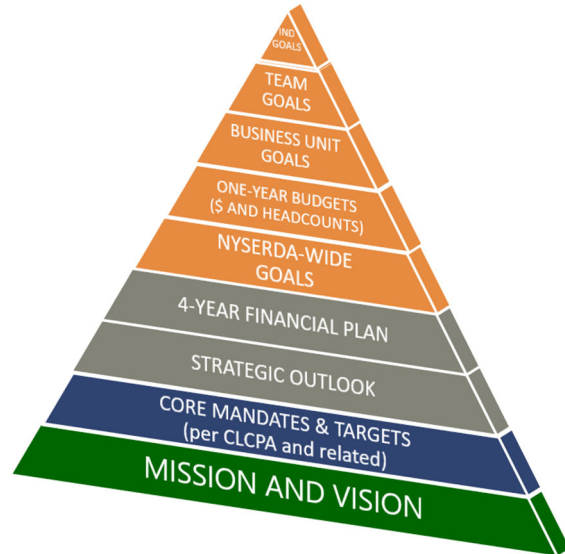 IND
GOALS
TEAM
GOALS
BUSINESS UNIT
GOALS
ONE-YEAR BUDGETS
($ AND HEADCOUNTS)
NYSERDA-WIDE
GOALS
4-YEAR FINANCIAL PLAN
STRATEGIC OUTLOOK
CORE MANDATES & TARGETS
(per CLCPA and related)
MISSION AND VISION